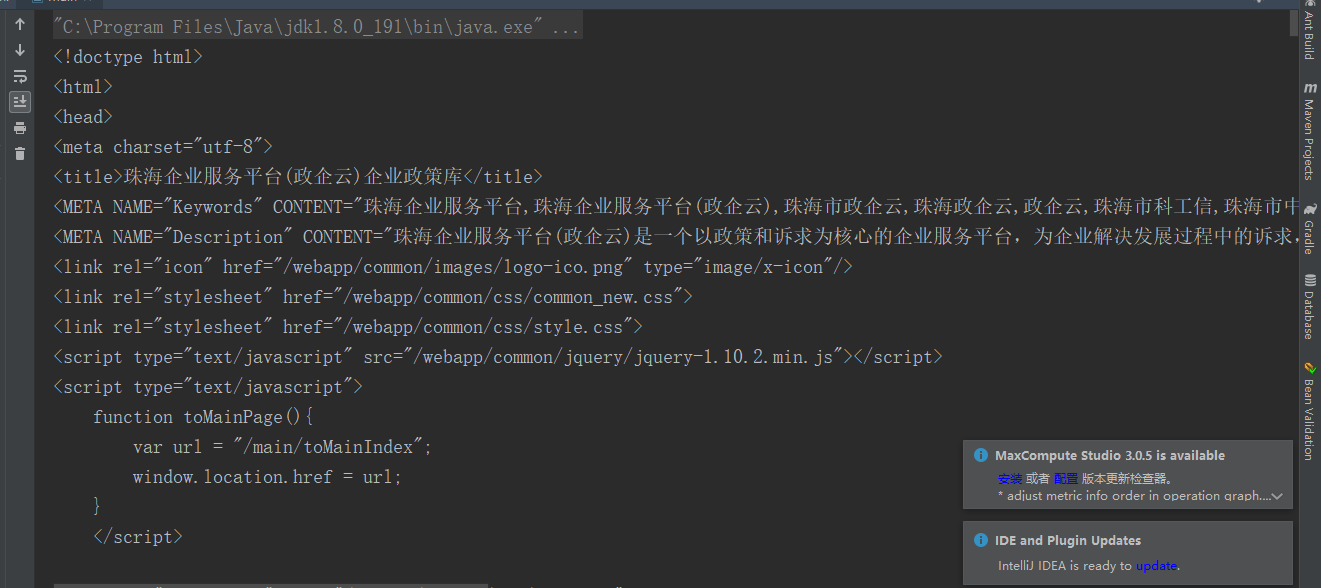 "C:\Program Files\Java\jdk1.8.0_191\bin\java.exe" ...
<!doctype html>
<html>
<head>
<meta charset="utf-8">
<title>珠海企业服务平台(政企云)企业政策库</title>
<META NAME="Keywords" CONTENT="珠海企业服务平台,珠海企业服务平台(政企云),珠海市政企云,珠海政企云,政企云,珠海市科工信,珠海市中
<META NAME="Description" CONTENT="珠海企业服务平台(政企云)是一个以政策和诉求为核心的企业服务平台，为企业解决发展过程中的诉求，
<link rel="icon" href="/webapp/common/images/logo-ico.png" type="image/x-icon"/>
<link rel="stylesheet" href="/webapp/common/css/common_new.css">
<link rel="stylesheet" href="/webapp/common/css/style.css">
<script type="text/javascript" src="/webapp/common/jquery/jquery-1.10.2.min.js"></script>
<script type="text/javascript">
    function toMainPage(){
        var url = "/main/toMainIndex";
        window.location.href = url;
    }
    </script>
MaxCompute Studio 3.0.5 is available
安装 或者 配置 版本更新检查器。
* adjust metric info order in operation graph....
IDE and Plugin Updates
IntelliJ IDEA is ready to update.
Ant Build
Maven Projects
Gradle
Database
Bean Validation